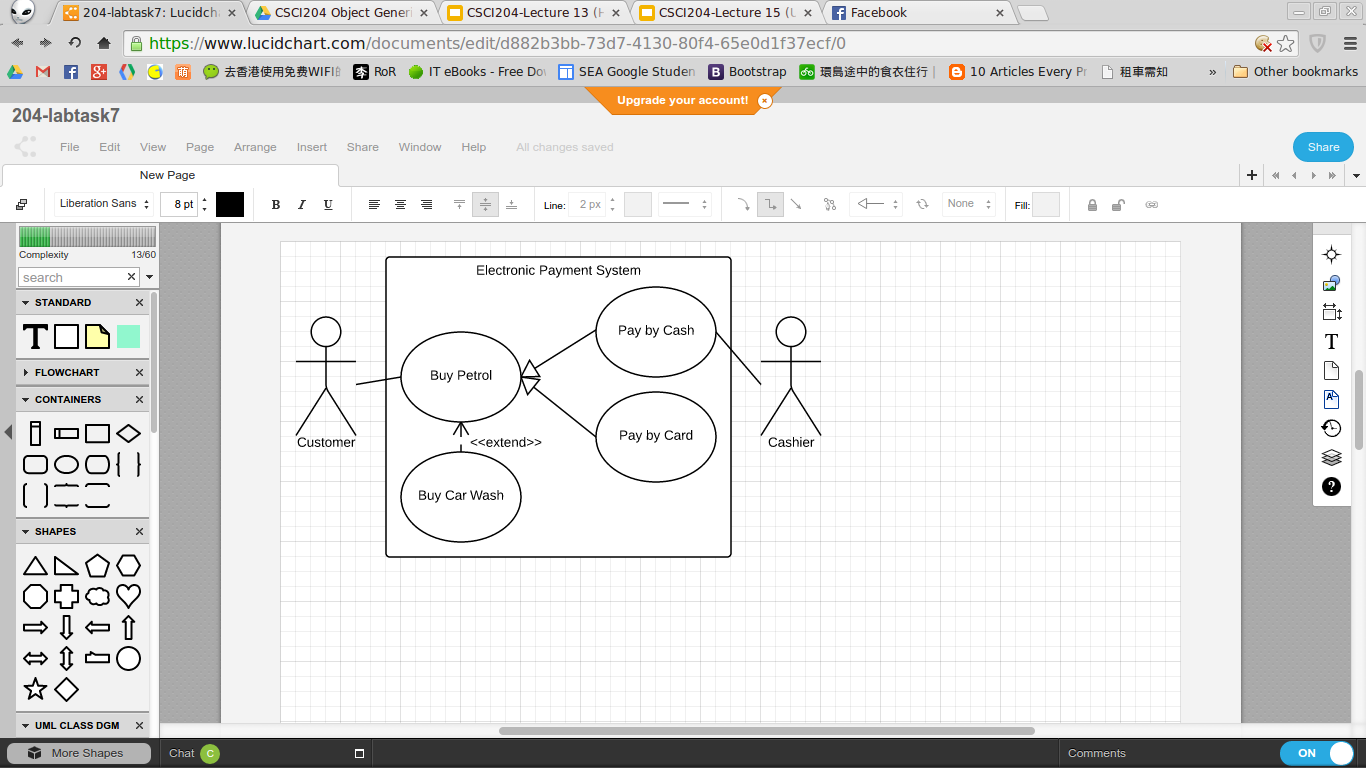 204-labtask7: Lucidch
CSCI204 Object Gener
CSCI204-Lecture 13 (H
CSCI204-Lecture 15 (U
Facebook
https://www.lucidchart.com/documents/edit/d882b3bb-73d7-4130-80f4-65e0d1f37ecf/0
去香港使用免费WIFI
RoR
IT eBooks - Free Do
SEA Google Studen
Bootstrap
環島途中的食衣住行
10 Articles Every P
租車需知
»
Other bookmarks
Upgrade your account!
204-labtask7
File Edit View Page Arrange Insert Share Window Help All changes saved
Share
New Page
Liberation Sans 8 pt B I U Line: 2 px None Fill:
Complexity 13/60
search
STANDARD
T
FLOWCHART
CONTAINERS
SHAPES
UML CLASS DGM
More Shapes
Electronic Payment System
Pay by Cash
Buy Petrol
Pay by Card
<<extend>>
Customer
Cashier
Buy Car Wash
T
A
?
Chat C
Comments
ON